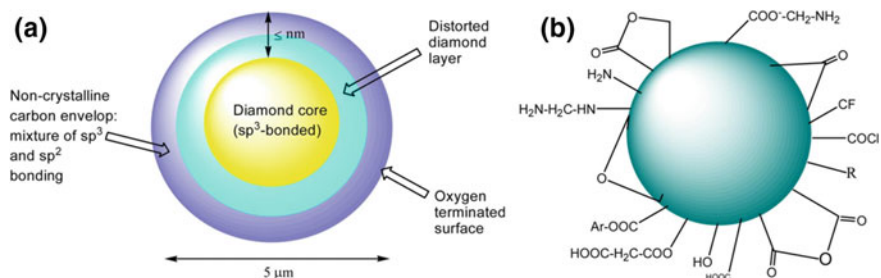 (a)
≤ nm
Distorted
diamond
layer
Non-crystalline
carbon envelop:
mixture of sp3
and sp2
bonding
Diamond core
(sp3-bonded)
Oxygen
terminated
surface
5 µm
(b)
COO--CH2-NH2
O
O
O
H2N
H2N-H2C-HN
CF
COCl
R
O
Ar-OOC
HOOC-H2C-COO
HO
HOOC
O
O
O